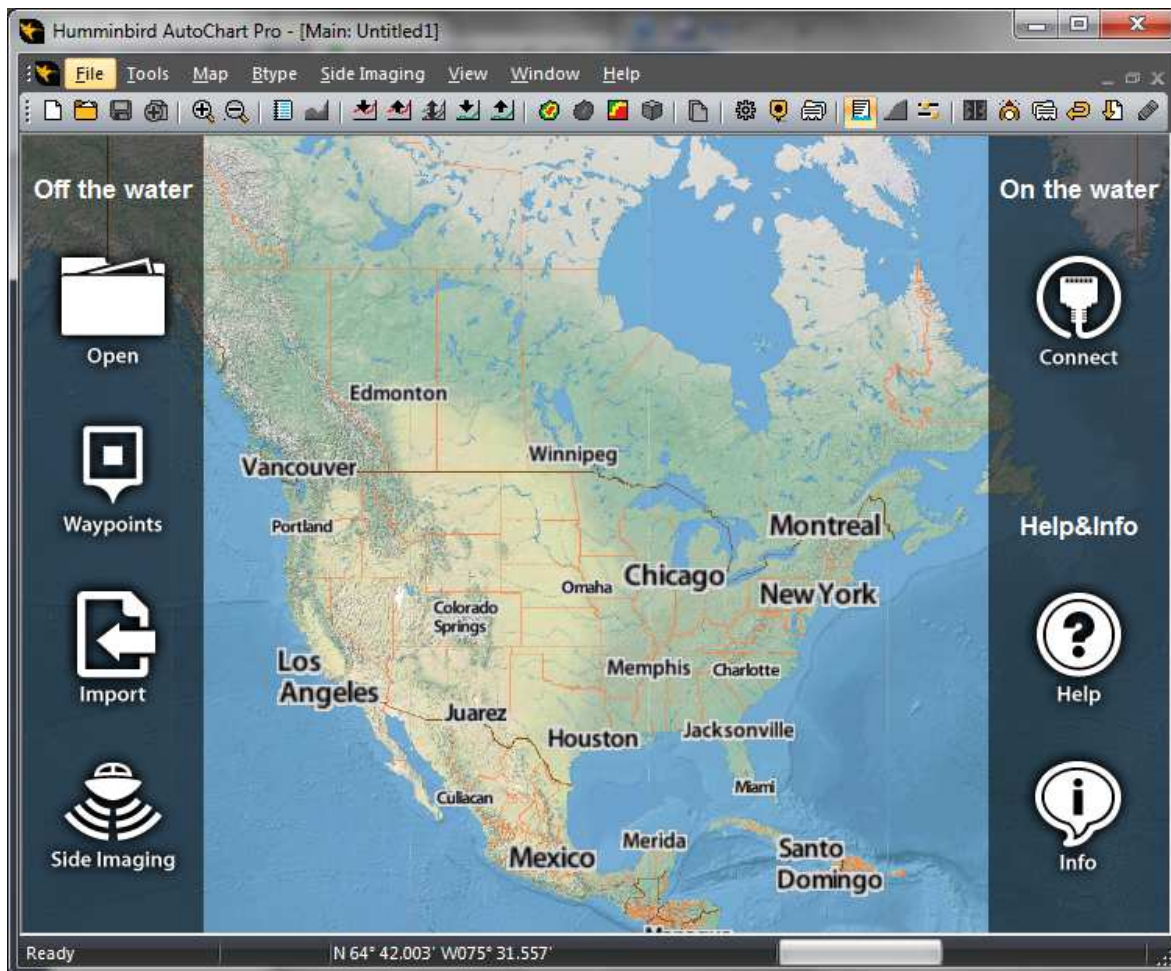 Humminbird AutoChart Pro - [Main: Untitled1]
File Tools Map Btype Side Imaging View Window Help
Off the water
On the water
Open
Connect
Edmonton
Winnipeg
Vancouver
Waypoints
Portland
Montreal
Help&Info
Chicago
Omaha
New York
Colorado
Springs
Memphis
Charlotte
Los
Angeles
Import
Help
Juarez
Houston
Jacksonville
Miami
Culiacan
Side Imaging
Merida
Mexico
Santo
Domingo
Info
Ready
N 64° 42.003' W075° 31.557'